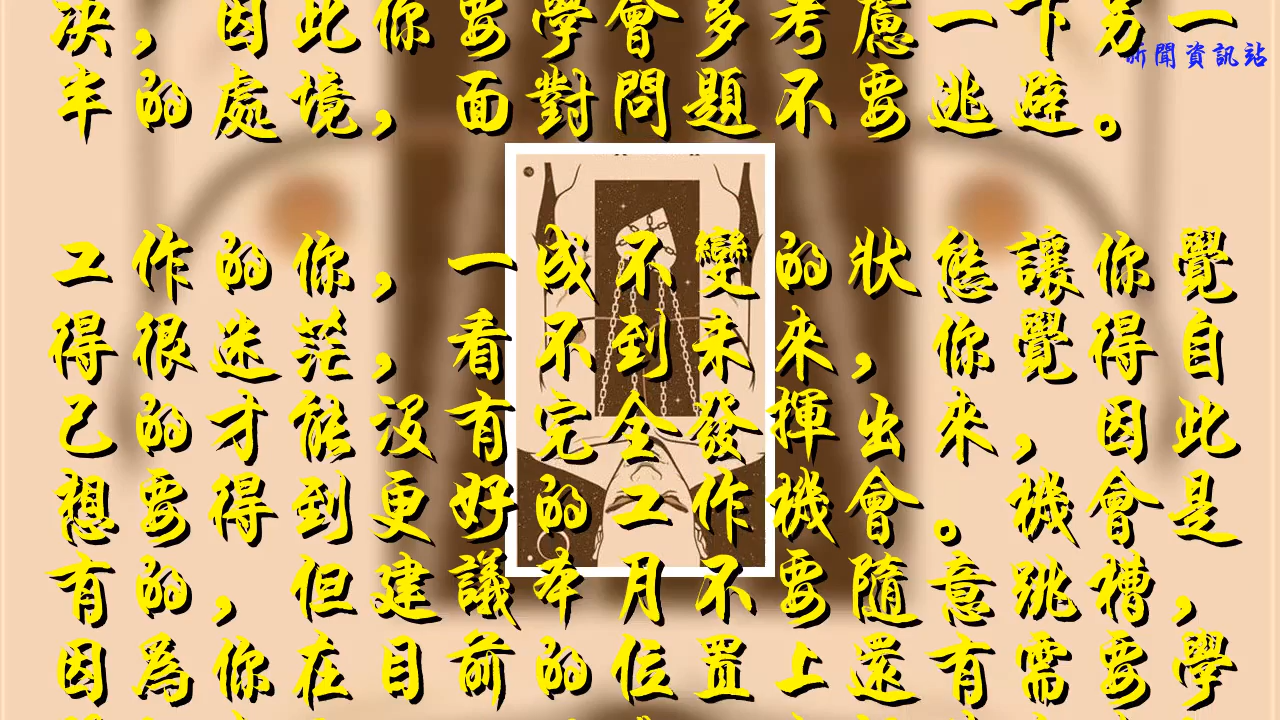 決，因此你要學會多考慮一下另一
新聞資訊站
半的處境，面對問題不要逃避。
工作的你，一成不變的狀態讓你覺
得很迷茫，看不到未來，你覺得自
己的才能沒有完全發揮出來，因此
想要得到更好的工作機會。機會是
有的，但建議本月不要隨意跳槽，
因為你在目前的位置上還有需要學